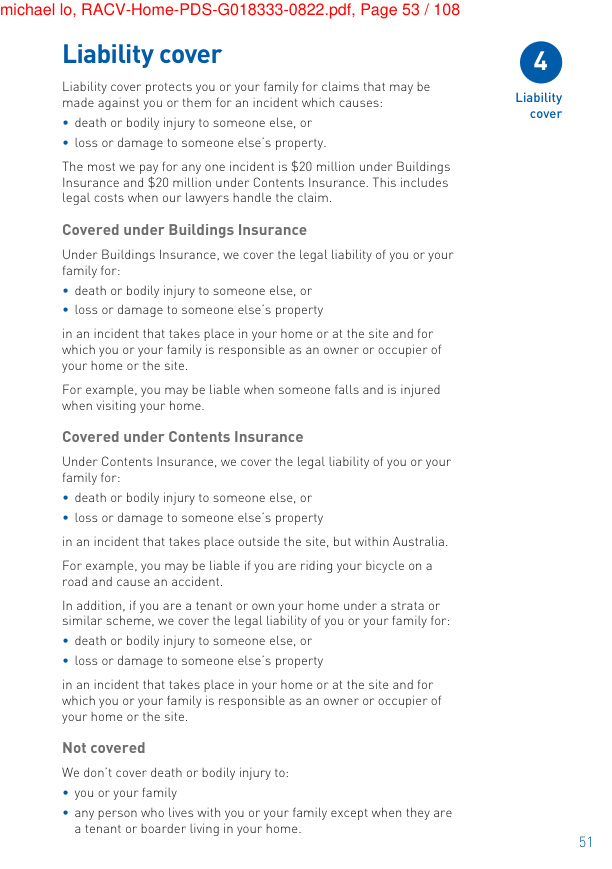 michael lo, RACV-Home-PDS-G018333-0822.pdf, Page 53 / 108
Liability cover
4
Liability
cover
Liability cover protects you or your family for claims that may be
made against you or them for an incident which causes:
• death or bodily injury to someone else, or
• loss or damage to someone else's property.
The most we pay for any one incident is $20 million under Buildings
Insurance and $20 million under Contents Insurance. This includes
legal costs when our lawyers handle the claim.
Covered under Buildings Insurance
Under Buildings Insurance, we cover the legal liability of you or your
family for:
• death or bodily injury to someone else, or
• loss or damage to someone else's property
in an incident that takes place in your home or at the site and for
which you or your family is responsible as an owner or occupier of
your home or the site.
For example, you may be liable when someone falls and is injured
when visiting your home.
Covered under Contents Insurance
Under Contents Insurance, we cover the legal liability of you or your
family for:
• death or bodily injury to someone else, or
• loss or damage to someone else's property
in an incident that takes place outside the site, but within Australia.
For example, you may be liable if you are riding your bicycle on a
road and cause an accident.
In addition, if you are a tenant or own your home under a strata or
similar scheme, we cover the legal liability of you or your family for:
• death or bodily injury to someone else, or
• loss or damage to someone else's property
in an incident that takes place in your home or at the site and for
which you or your family is responsible as an owner or occupier of
your home or the site.
Not covered
We don't cover death or bodily injury to:
• you or your family
• any person who lives with you or your family except when they are
a tenant or boarder living in your home.
51